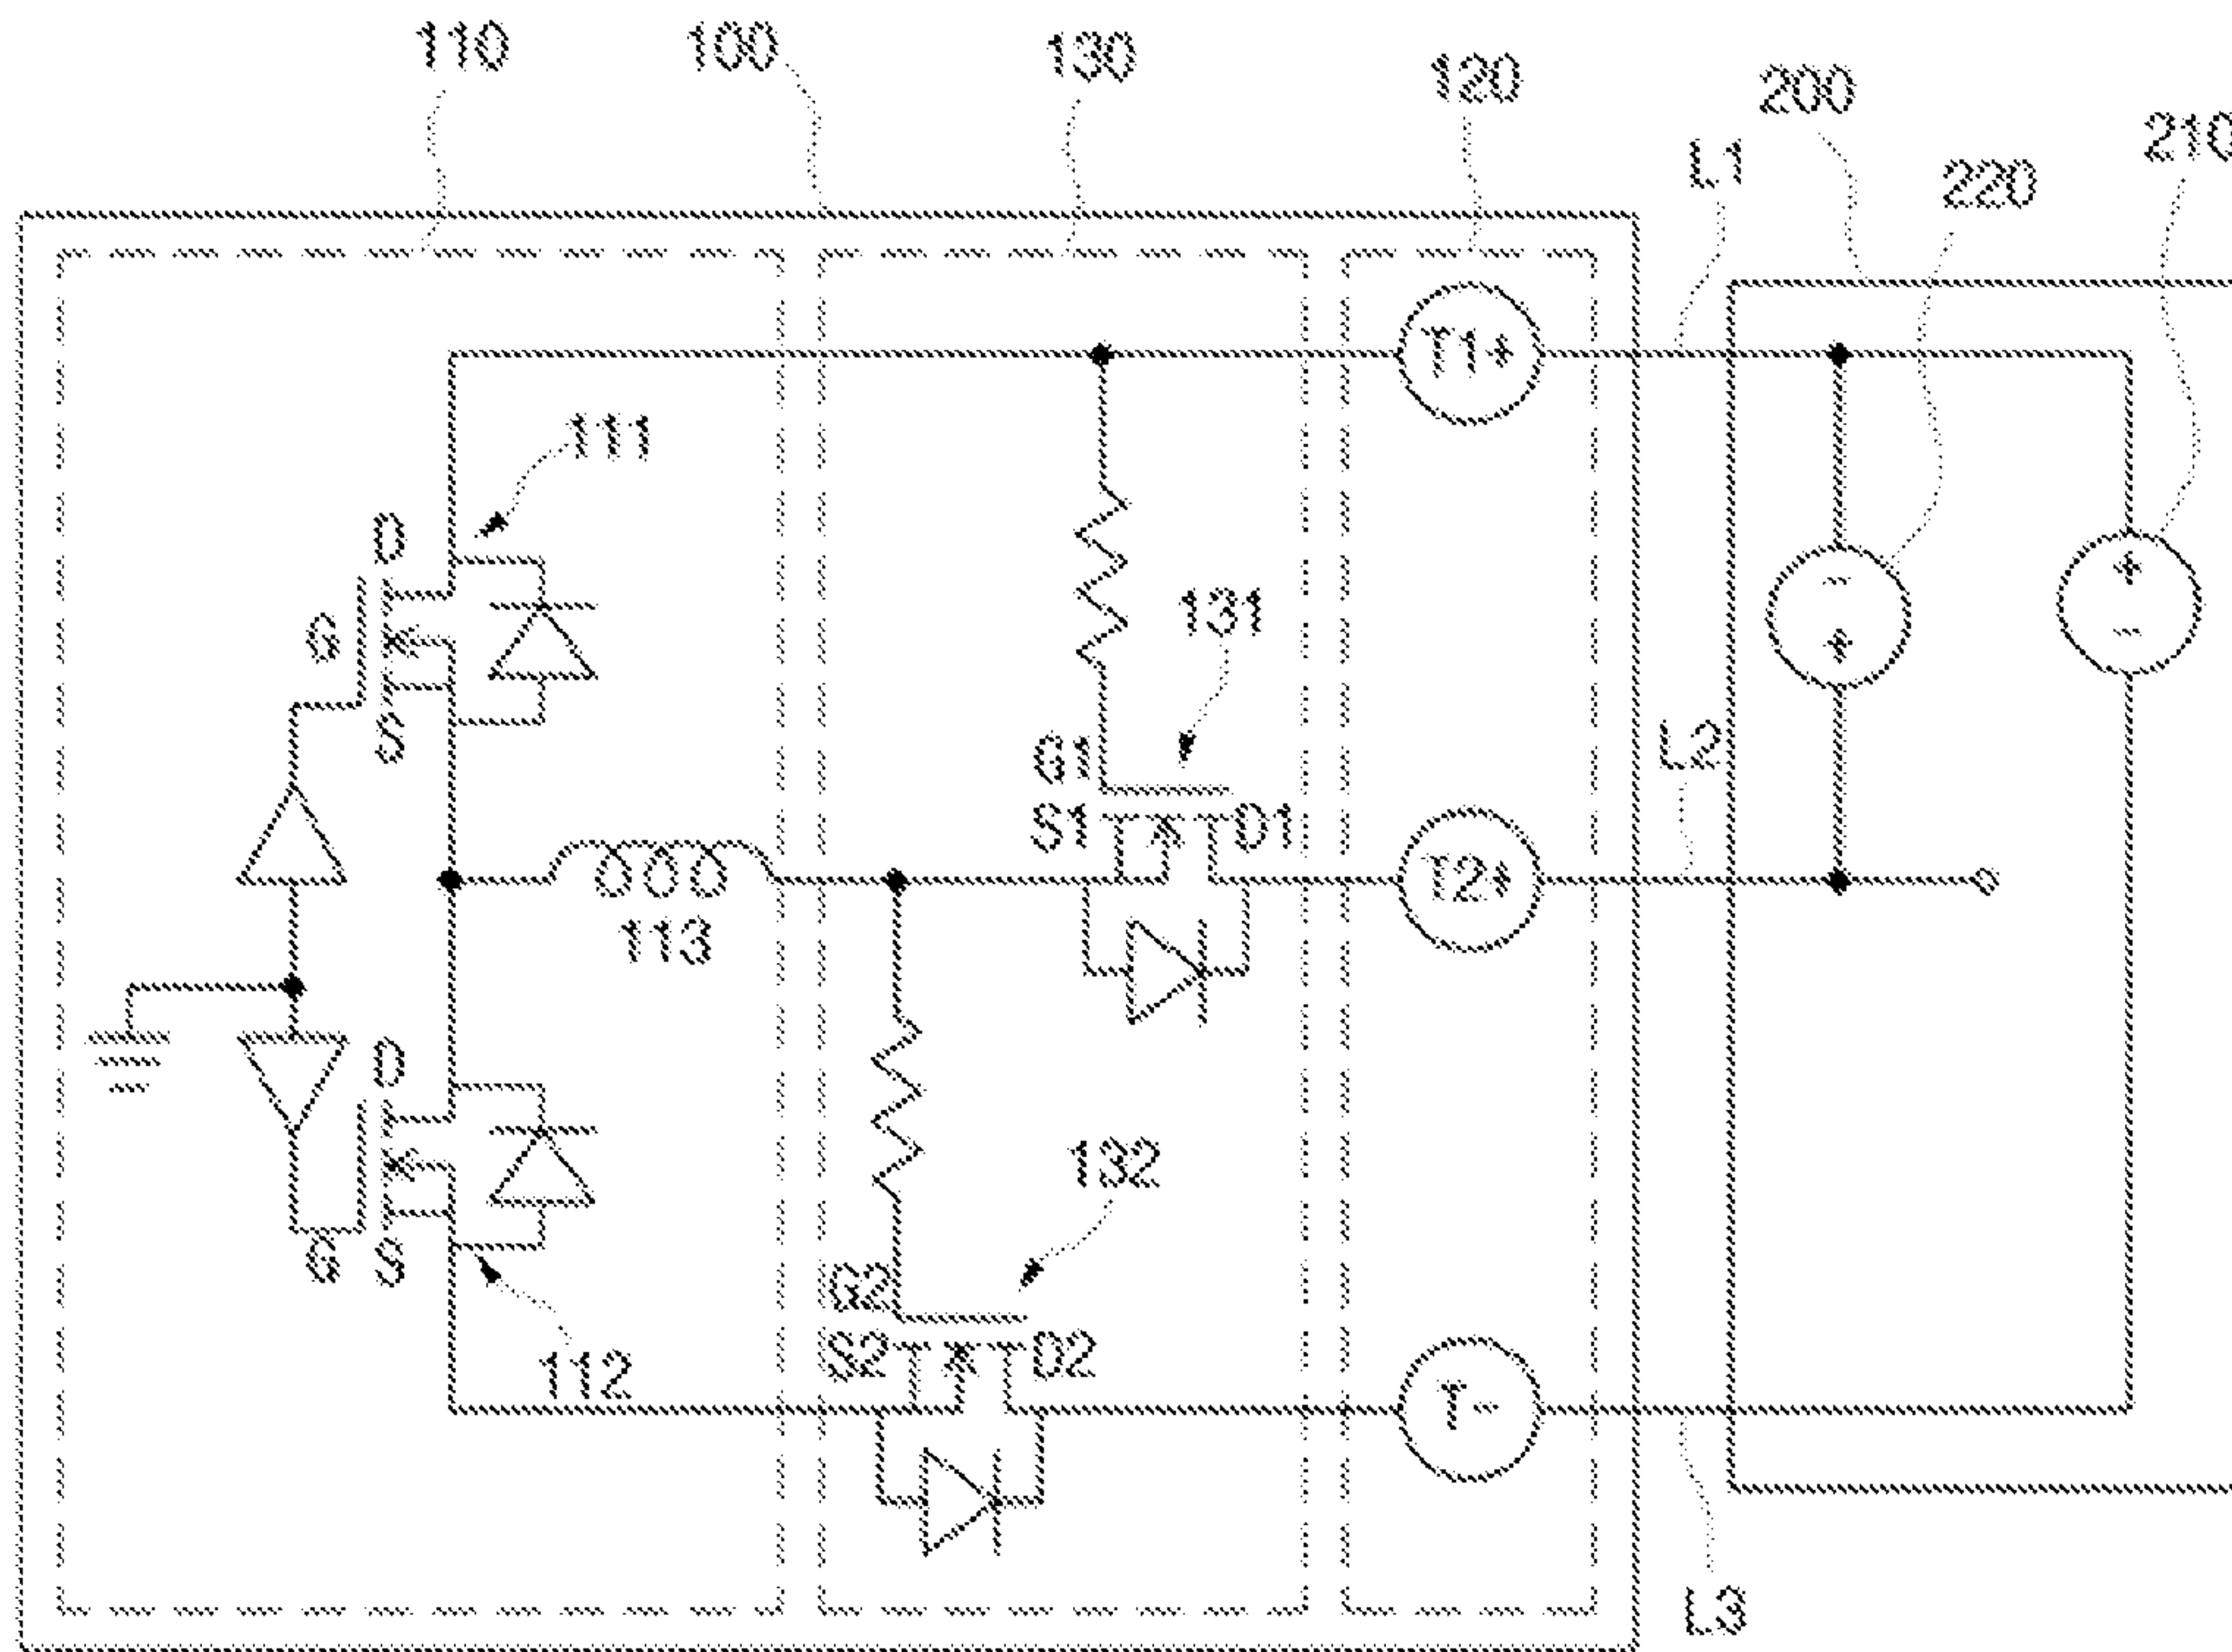 110 100 130 120 200 210
L1 220
T1+
111
D
G
S
131
- +
+ -
G1
S1 D1
L2
T2+
113
D
G S
132
G2
S2 D2
112
T-
L3